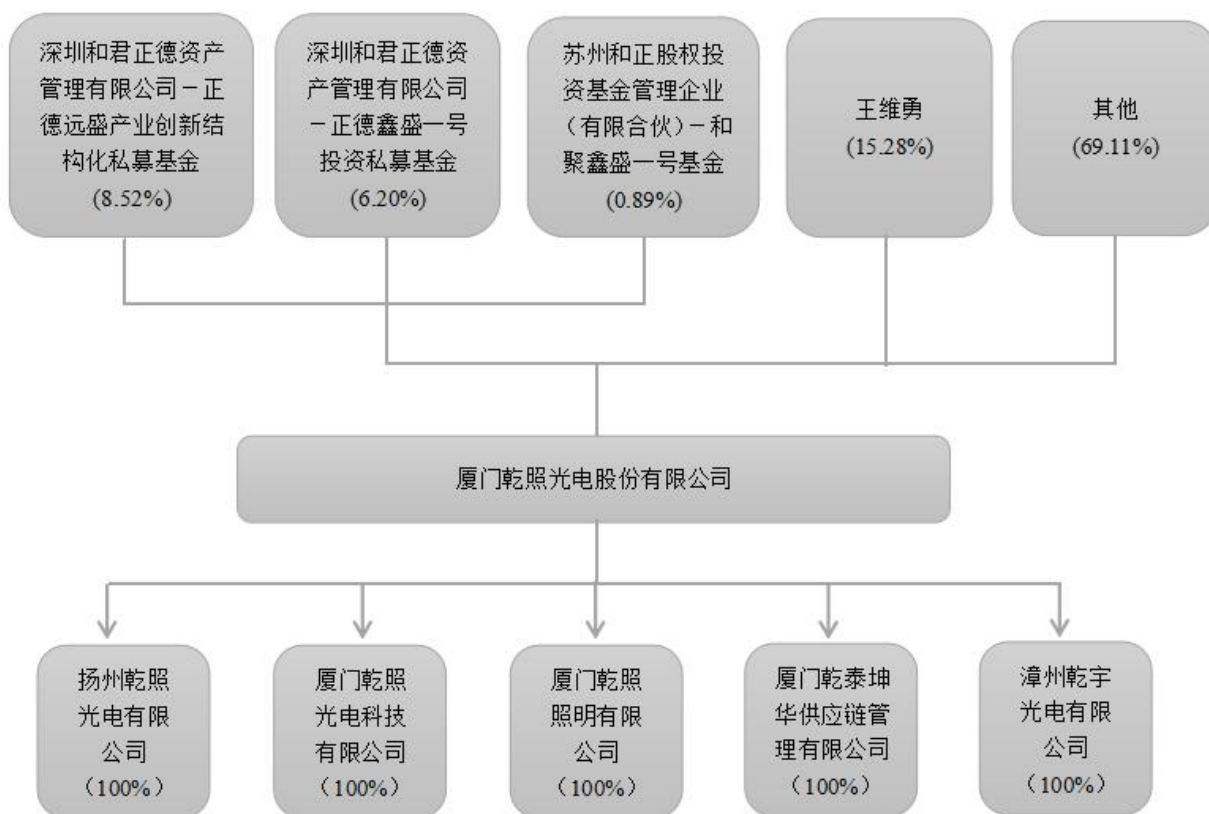 深圳和君正德资产
管理有限公司－正
德远盛产业创新结
构化私募基金
(8.52%)
深圳和君正德资
产管理有限公司
－正德鑫盛一号
投资私募基金
(6.20%)
苏州和正股权投
资基金管理企业
（有限合伙）－和
聚鑫盛一号基金
(0.89%)
王维勇
(15.28%)
其他
(69.11%)
厦门乾照光电股份有限公司
扬州乾照
光电有限
公司
（100%）
厦门乾照
光电科技
有限公司
（100%）
厦门乾照
照明有限
公司
（100%）
厦门乾泰坤
华供应链管
理有限公司
（100%）
漳州乾宇
光电有限
公司
（100%）